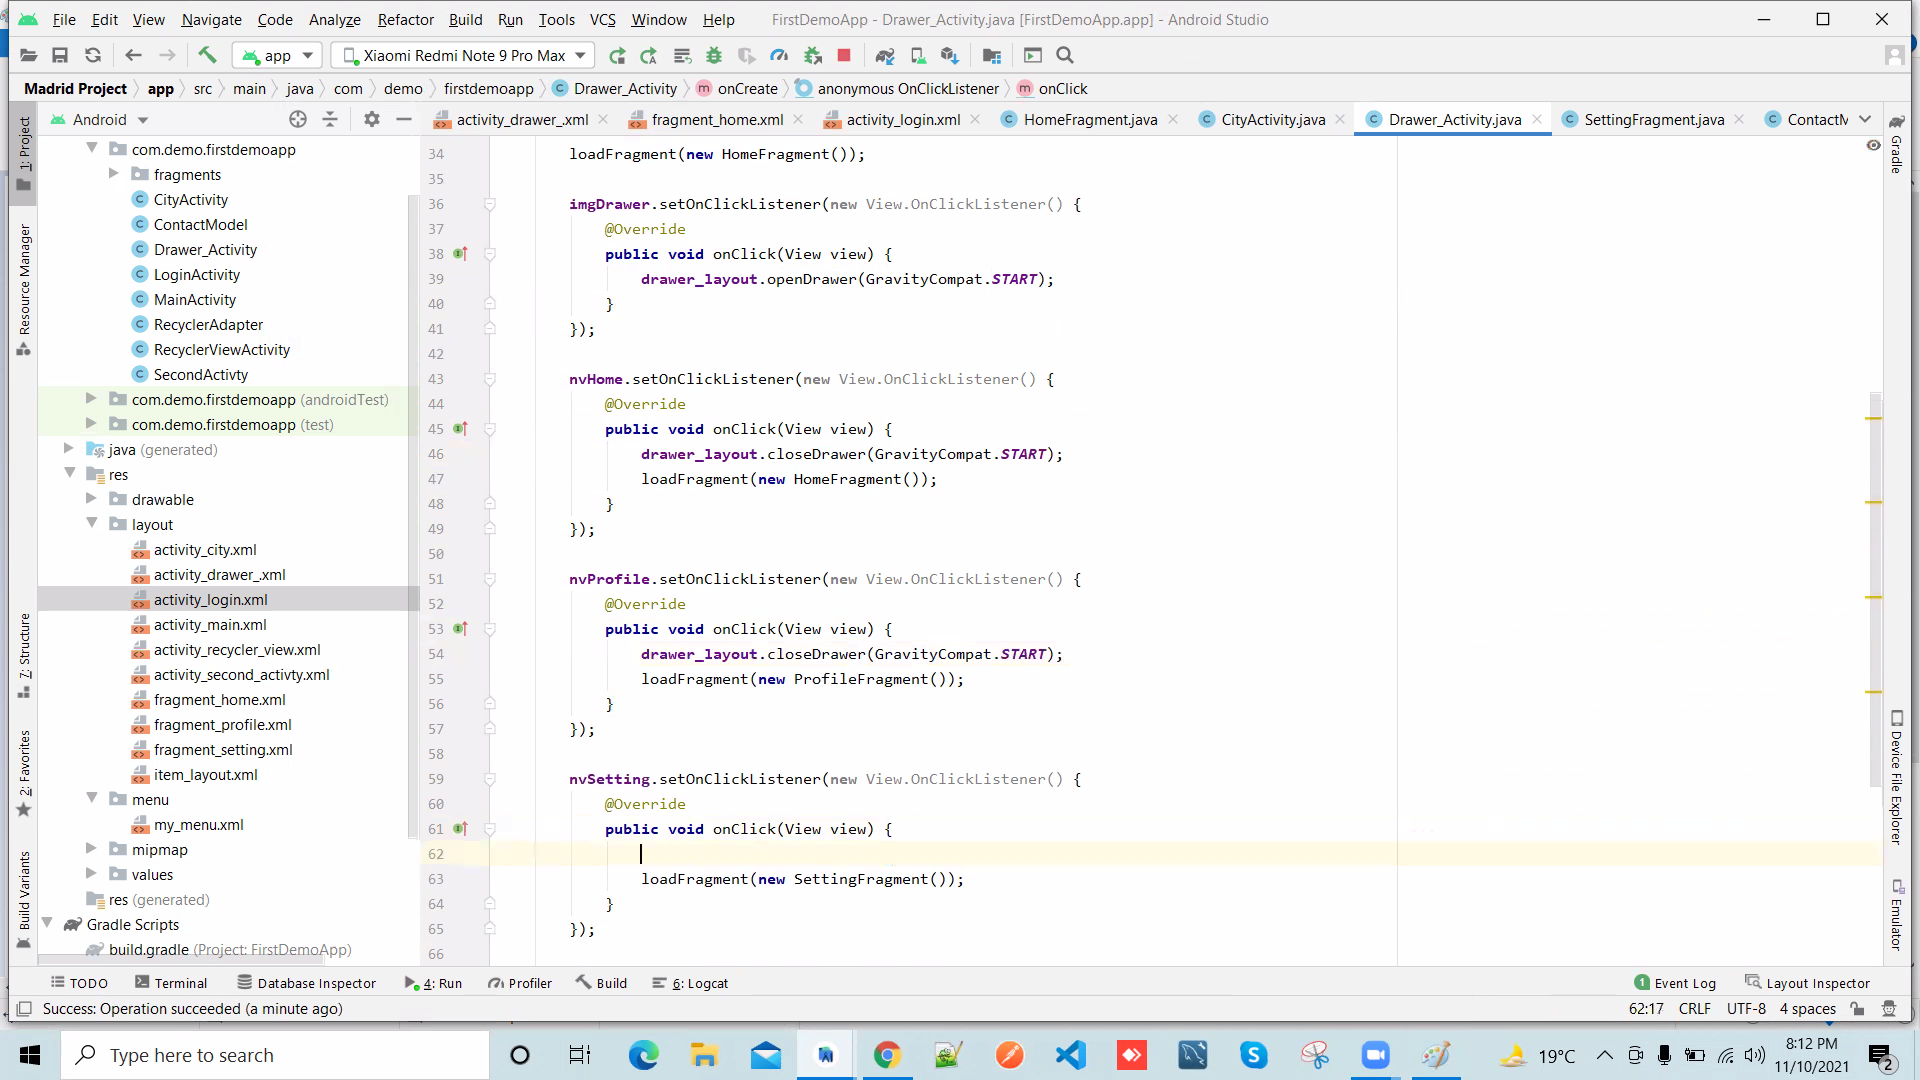 File Edit View Navigate Code Analyze Refactor Build Run Tools VCS Window Help FirstDemoApp - Drawer_Activity.java [FirstDemoApp.app] - Android Studio
app Xiaomi Redmi Note 9 Pro Max
Madrid Project app src main java com demo firstdemoapp Drawer_Activity onCreate anonymous OnClickListener onClick
Android
activity_drawer_.xml fragment_home.xml activity_login.xml HomeFragment.java CityActivity.java Drawer_Activity.java SettingFragment.java ContactM
1: Project
Resource Manager
7: Structure
2: Favorites
Build Variants
com.demo.firstdemoapp
fragments
CityActivity
ContactModel
Drawer_Activity
LoginActivity
MainActivity
RecyclerAdapter
RecyclerViewActivity
SecondActivty
com.demo.firstdemoapp (androidTest)
com.demo.firstdemoapp (test)
java (generated)
res
drawable
layout
activity_city.xml
activity_drawer_.xml
activity_login.xml
activity_main.xml
activity_recycler_view.xml
activity_second_activty.xml
fragment_home.xml
fragment_profile.xml
fragment_setting.xml
item_layout.xml
menu
my_menu.xml
mipmap
values
res (generated)
Gradle Scripts
build.gradle (Project: FirstDemoApp)
34 loadFragment(new HomeFragment());
35
36 imgDrawer.setOnClickListener(new View.OnClickListener() {
37 @Override
38 public void onClick(View view) {
39 drawer_layout.openDrawer(GravityCompat.START);
40 }
41 });
42
43 nvHome.setOnClickListener(new View.OnClickListener() {
44 @Override
45 public void onClick(View view) {
46 drawer_layout.closeDrawer(GravityCompat.START);
47 loadFragment(new HomeFragment());
48 }
49 });
50
51 nvProfile.setOnClickListener(new View.OnClickListener() {
52 @Override
53 public void onClick(View view) {
54 drawer_layout.closeDrawer(GravityCompat.START);
55 loadFragment(new ProfileFragment());
56 }
57 });
58
59 nvSetting.setOnClickListener(new View.OnClickListener() {
60 @Override
61 public void onClick(View view) {
62
63 loadFragment(new SettingFragment());
64 }
65 });
66
Gradle
Device File Explorer
Emulator
TODO Terminal Database Inspector 4: Run Profiler Build 6: Logcat 1 Event Log Layout Inspector
Success: Operation succeeded (a minute ago) 62:17 CRLF UTF-8 4 spaces
Type here to search 19°C 8:12 PM
11/10/2021 2